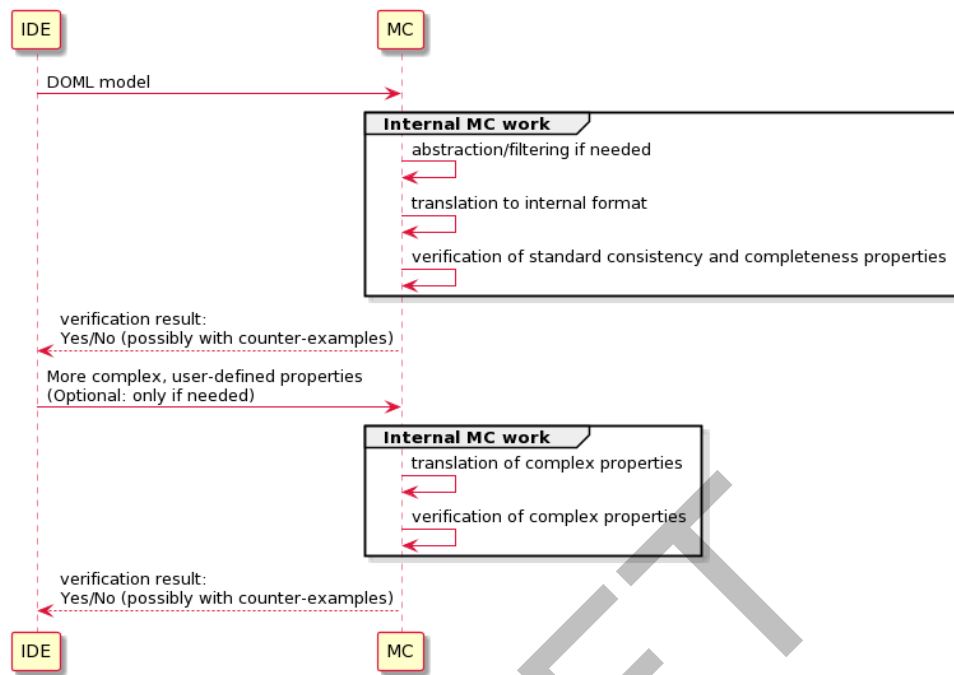 IDE
MC
DOML model
Internal MC work
abstraction/filtering if needed
translation to internal format
verification of standard consistency and completeness properties
verification result:
Yes/No (possibly with counter-examples)
More complex, user-defined properties
(Optional: only if needed)
Internal MC work
translation of complex properties
verification of complex properties
verification result:
Yes/No (possibly with counter-examples)
IDE
MC